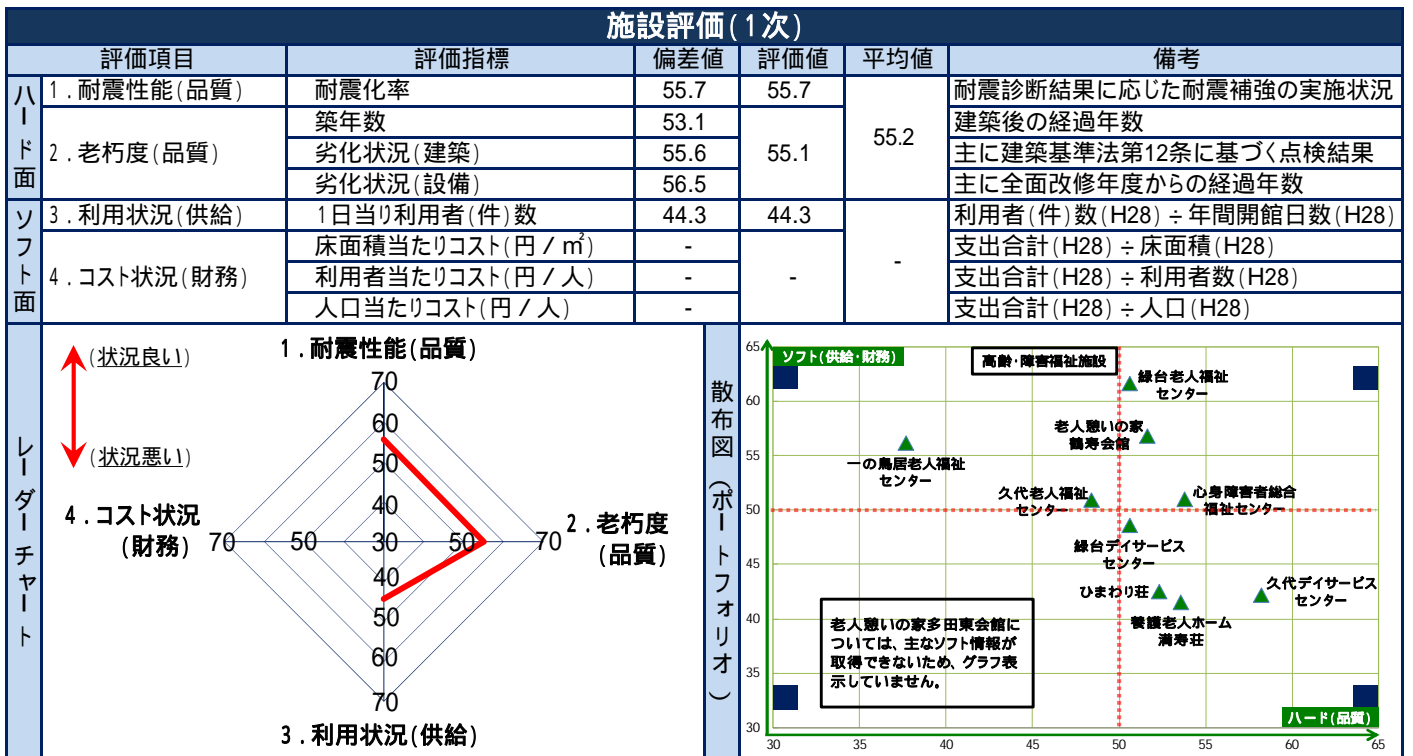 施設評価(1次)
評価項目 評価指標 偏差値 評価値 平均値 備考
ハード面
1.耐震性能(品質) 耐震化率 55.7 55.7 55.2 耐震診断結果に応じた耐震補強の実施状況
2.老朽度(品質) 築年数 53.1 55.1 建築後の経過年数
劣化状況(建築) 55.6 主に建築基準法第12条に基づく点検結果
劣化状況(設備) 56.5 主に全面改修年度からの経過年数
ソフト面
3.利用状況(供給) 1日当り利用者(件)数 44.3 44.3 - 利用者(件)数(H28)÷年間開館日数(H28)
4.コスト状況(財務) 床面積当たりコスト(円/㎡) - - 支出合計(H28)÷床面積(H28)
利用者当たりコスト(円/人) - 支出合計(H28)÷利用者数(H28)
人口当たりコスト(円/人) - 支出合計(H28)÷人口(H28)
レーダーチャート
(状況良い)
(状況悪い)
1.耐震性能(品質)
70
60
50
40
30
50
70
2.老朽度
(品質)
4.コスト状況
(財務)
70
50
40
50
60
70
3.利用状況(供給)
散布図(ポートフォリオ)
ソフト(供給・財務)
高齢・障害福祉施設
65
60
55
50
45
40
35
30
30 35 40 45 50 55 60 65
ハード(品質)
緑台老人福祉
センター
老人憩いの家
鶴寿会館
一の鳥居老人福祉
センター
久代老人福祉
センター
心身障害者総合
福祉センター
緑台デイサービス
センター
ひまわり荘
養護老人ホーム
満寿荘
久代デイサービス
センター
老人憩いの家多田東会館に
ついては、主なソフト情報が
取得できないため、グラフ表
示していません。